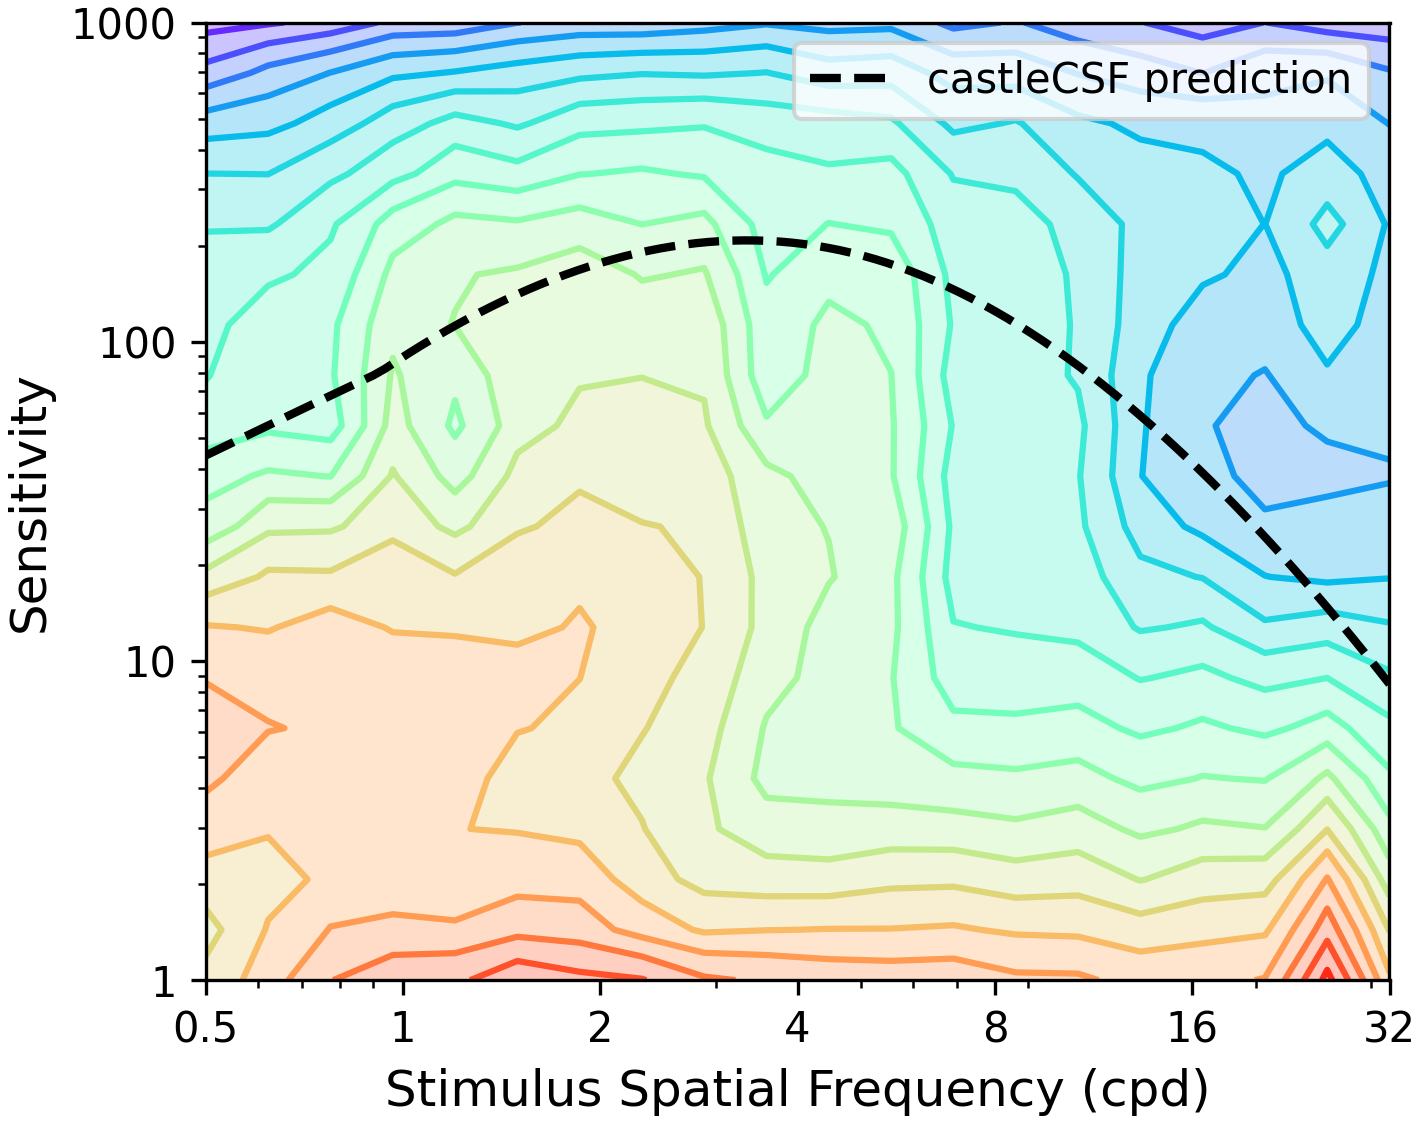 1000
castleCSF prediction
100
Sensitivity
10
1
0.5 1 2 4 8 16 32
Stimulus Spatial Frequency (cpd)